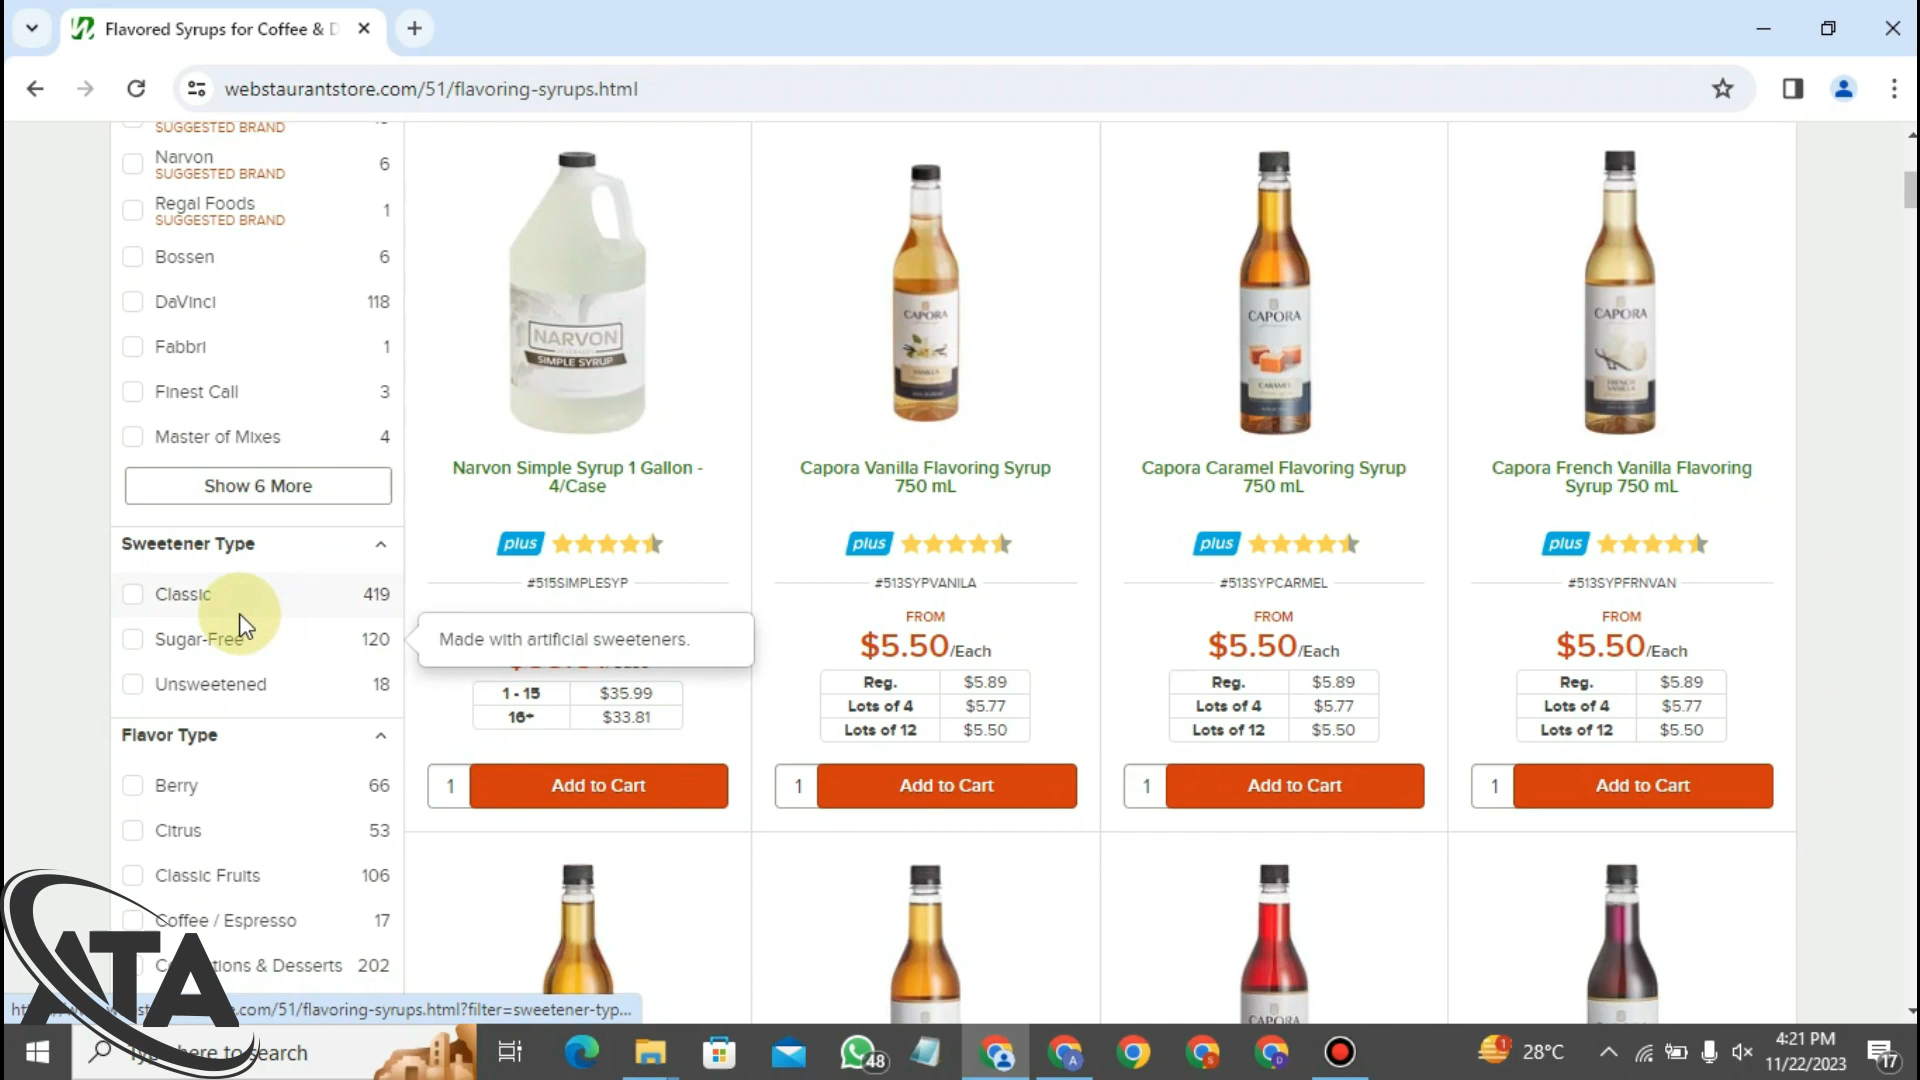 Flavored Syrups for Coffee & D
webstaurantstore.com/51/flavoring-syrups.html
SUGGESTED BRAND
Narvon 6
SUGGESTED BRAND
Regal Foods 1
SUGGESTED BRAND
Bossen 6
DaVinci 118
Fabbri 1
Finest Call 3
Master of Mixes 4
Show 6 More
Sweetener Type
Classic 419
Sugar-Free 120
Unsweetened 18
Flavor Type
Berry 66
Citrus 53
Classic Fruits 106
Coffee / Espresso 17
tions & Desserts 202
Made with artificial sweeteners.
NARVON
SIMPLE SYRUP
Narvon Simple Syrup 1 Gallon -
4/Case
plus
#515SIMPLESYP
1 - 15 $35.99
16+ $33.81
1 Add to Cart
CAPORA
VANILLA
Capora Vanilla Flavoring Syrup
750 mL
plus
#513SYPVANILA
FROM
$5.50/Each
Reg. $5.89
Lots of 4 $5.77
Lots of 12 $5.50
1 Add to Cart
CAPORA
CARAMEL
Capora Caramel Flavoring Syrup
750 mL
plus
#513SYPCARMEL
FROM
$5.50/Each
Reg. $5.89
Lots of 4 $5.77
Lots of 12 $5.50
1 Add to Cart
CAPORA
FRENCH
VANILLA
Capora French Vanilla Flavoring
Syrup 750 mL
plus
#513SYPFRNVAN
FROM
$5.50/Each
Reg. $5.89
Lots of 4 $5.77
Lots of 12 $5.50
1 Add to Cart
CAPORA
.com/51/flavoring-syrups.html?filter=sweetener-typ...
ATA
here to search
48
A
S
D
1
28°C
4:21 PM
11/22/2023
17